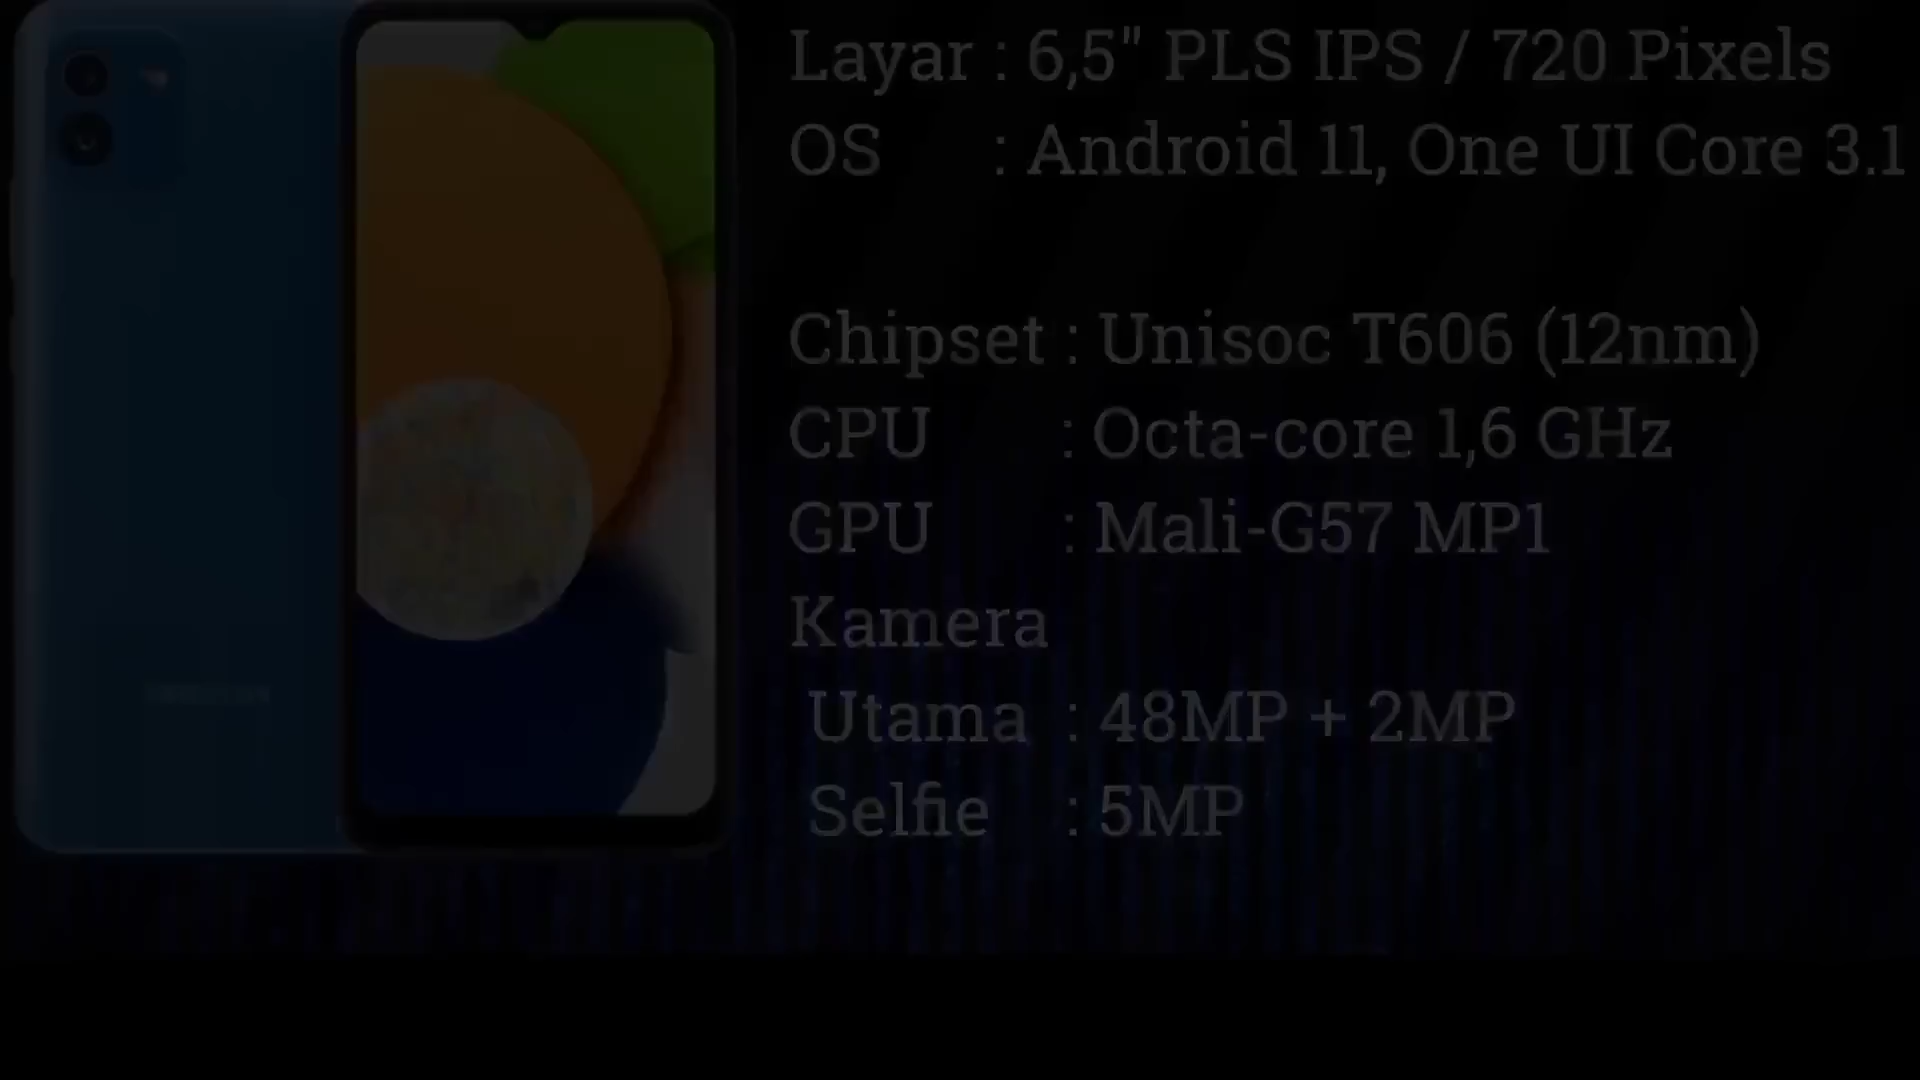 Layar : 6,5" PLS IPS / 720 Pixels
OS : Android 11, One UI Core 3.1
Chipset : Unisoc T606 (12nm)
CPU : Octa-core 1,6 GHz
GPU : Mali-G57 MP1
Kamera
Utama : 48MP + 2MP
Selfie : 5MP